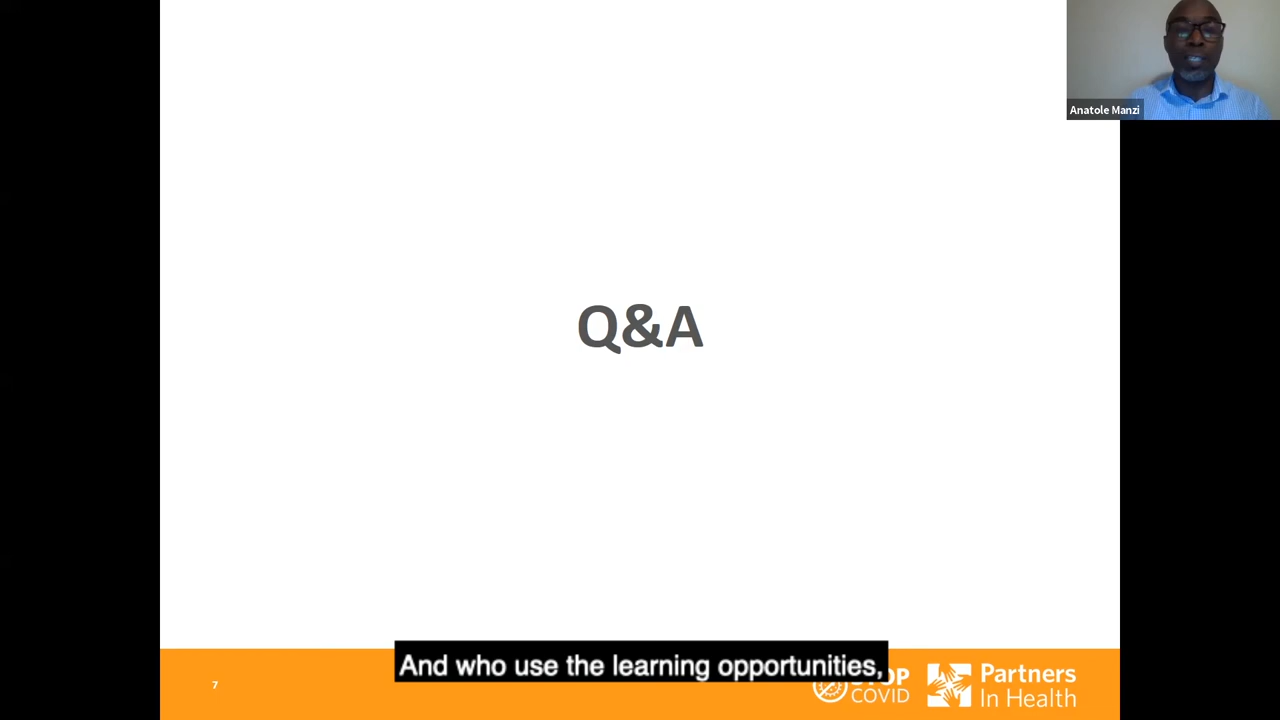 Anatole Manzi
Q&A
And who use the learning opportunities,
7
COVID
Partners
In Health